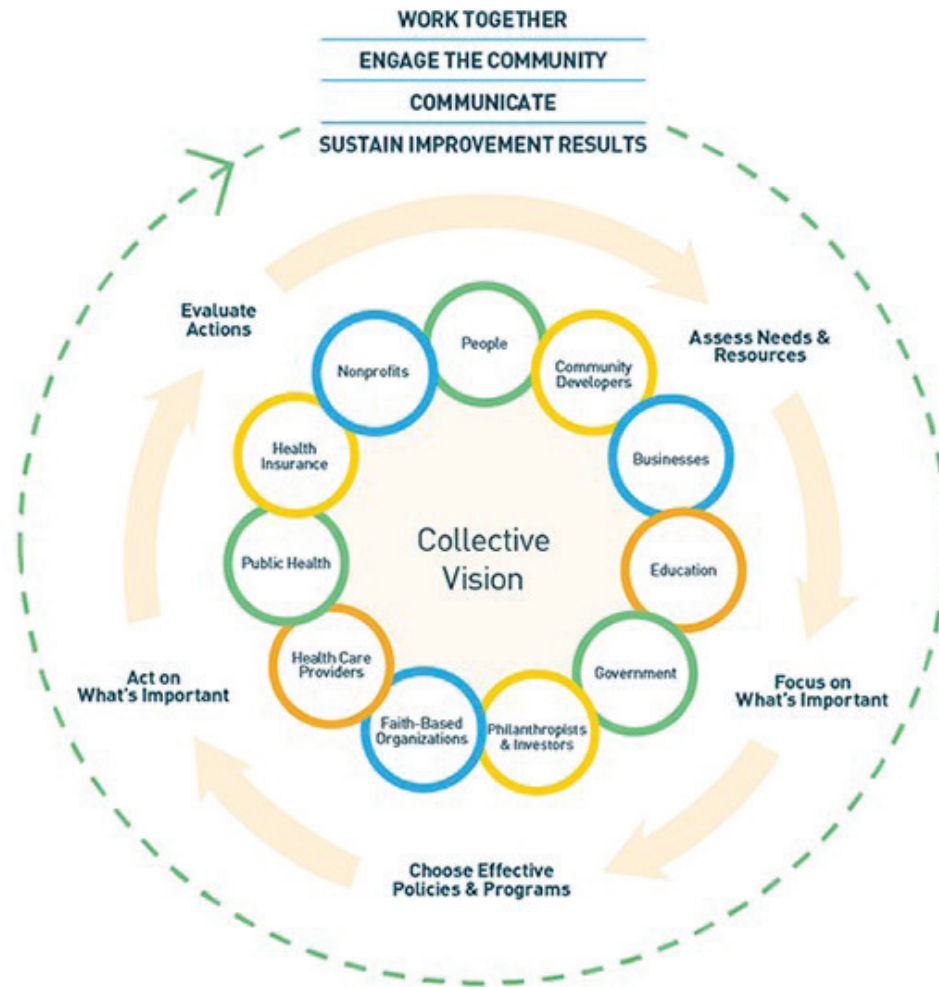 WORK TOGETHER
ENGAGE THE COMMUNITY
COMMUNICATE
SUSTAIN IMPROVEMENT RESULTS
Evaluate
Actions
Assess Needs &
Resources
People
Nonprofits
Community
Developers
Health
Insurance
Businesses
Collective
Vision
Public Health
Education
Health Care
Providers
Government
Act on
What's Important
Focus on
What's Important
Faith-Based
Organizations
Philanthropists
& Investors
Choose Effective
Policies & Programs